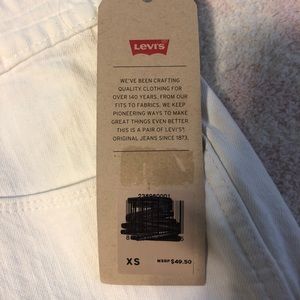 Levi's
WE'VE BEEN CRAFTING
QUALITY CLOTHING FOR
OVER 140 YEARS. FROM OUR
FITS TO FABRICS, WE KEEP
PIONEERING WAYS TO MAKE
GREAT THINGS EVEN BETTER.
THIS IS A PAIR OF LEVI'S®
ORIGINAL JEANS SINCE 1873.
XS
MSRP $49.50